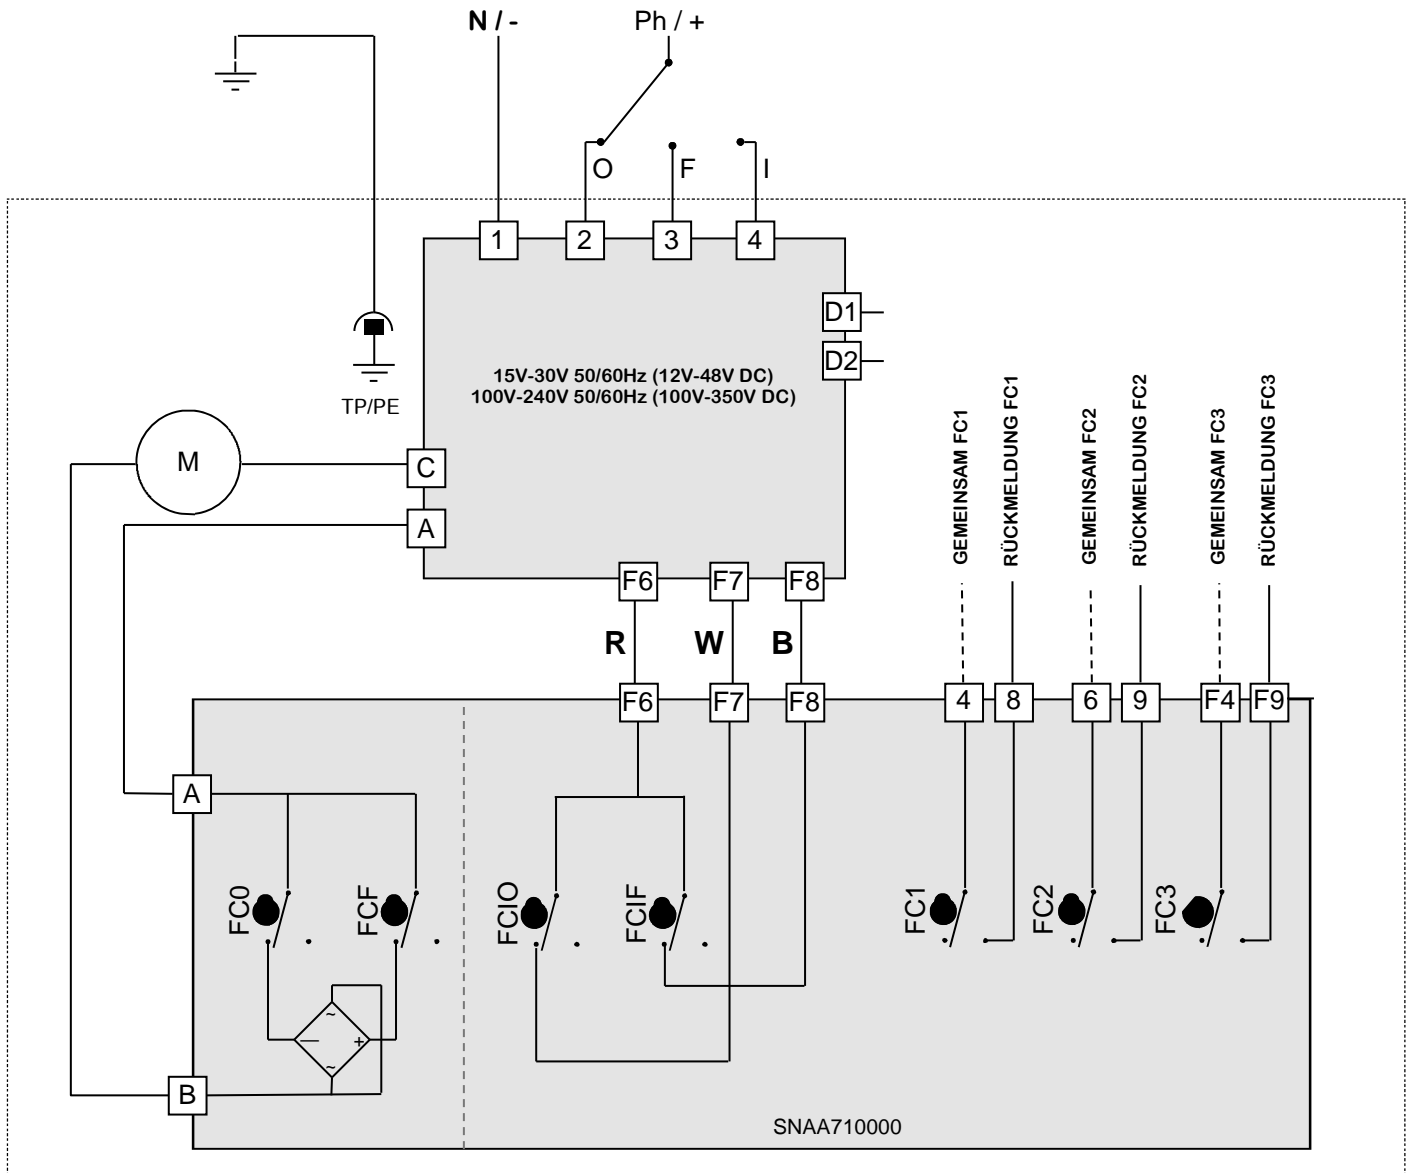 N / -
Ph / +
O
F
I
1
2
3
4
D1
D2
15V-30V 50/60Hz (12V-48V DC)
100V-240V 50/60Hz (100V-350V DC)
TP/PE
M
C
A
GEMEINSAM FC1
RÜCKMELDUNG FC1
GEMEINSAM FC2
RÜCKMELDUNG FC2
GEMEINSAM FC3
RÜCKMELDUNG FC3
F6
F7
F8
R
W
B
F6
F7
F8
4
8
6
9
F4
F9
A
FC0
FCF
FCIO
FCIF
FC1
FC2
FC3
~
— +
~
B
SNAA710000